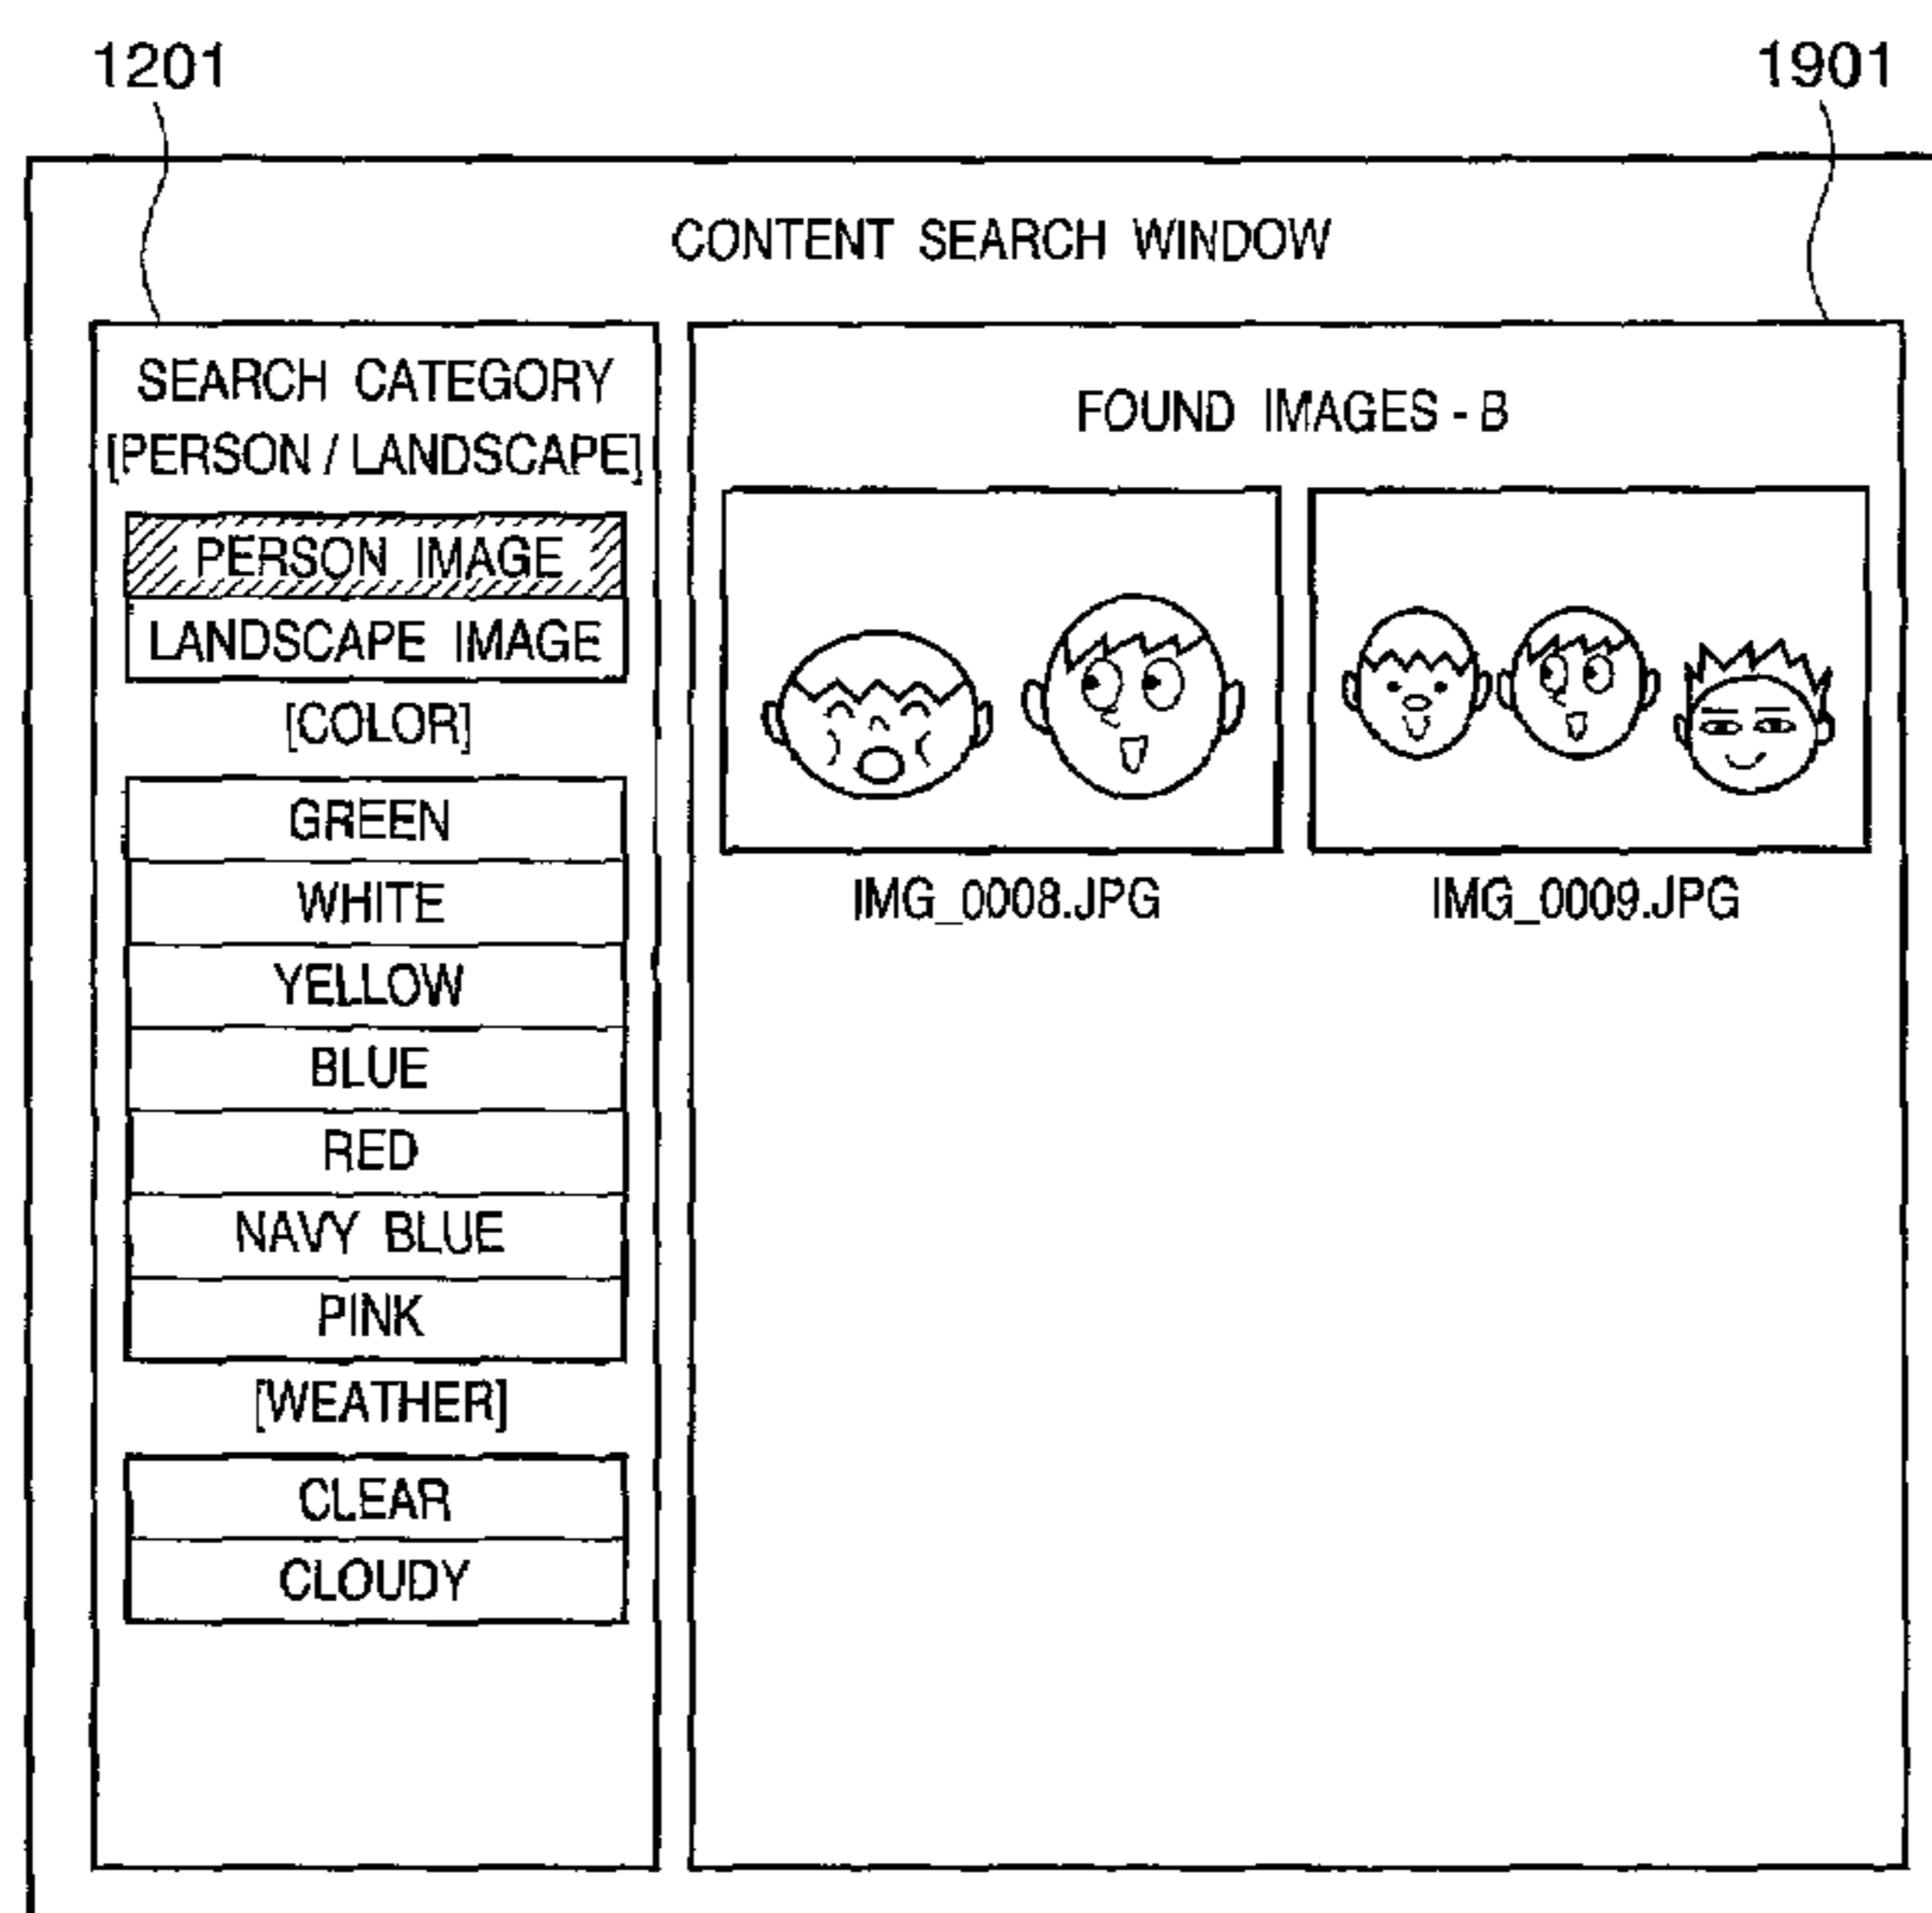 1201
1901
CONTENT SEARCH WINDOW
SEARCH CATEGORY
[PERSON / LANDSCAPE]
PERSON IMAGE
LANDSCAPE IMAGE
[COLOR]
GREEN
WHITE
YELLOW
BLUE
RED
NAVY BLUE
PINK
[WEATHER]
CLEAR
CLOUDY
FOUND IMAGES - B
IMG_0008.JPG
IMG_0009.JPG